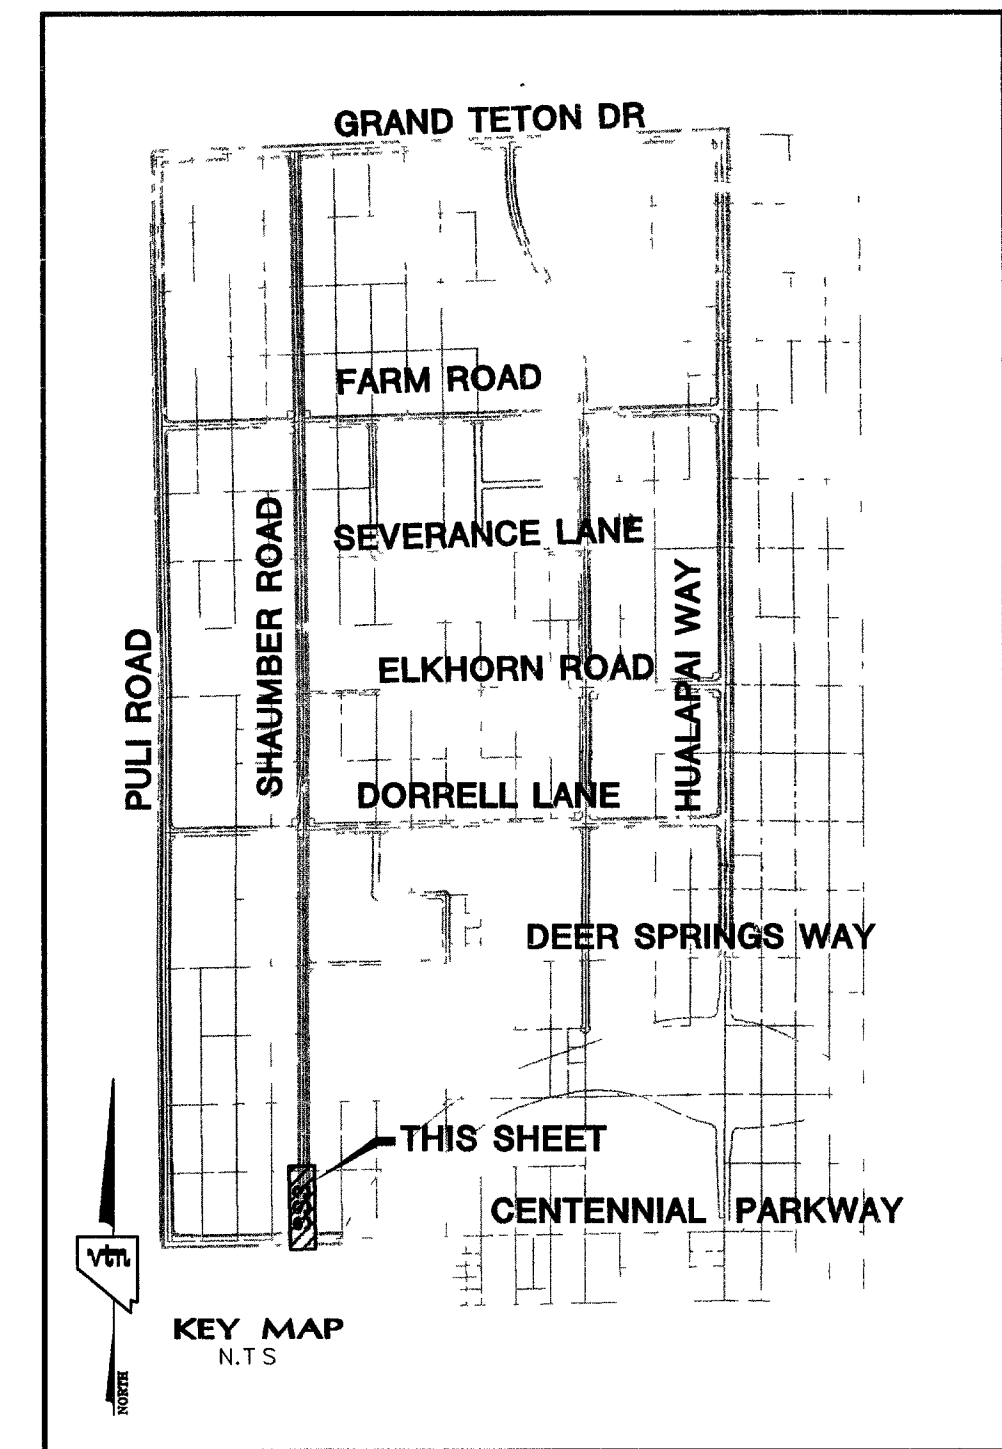 GRAND TETON DR
FARM ROAD
SEVERANCE LANE
SHAUMBER ROAD
HUALAPAI WAY
PULI ROAD
ELKHORN ROAD
DORRELL LANE
DEER SPRINGS WAY
THIS SHEET
CENTENNIAL PARKWAY
vtn
KEY MAP
N.T S
NORTH